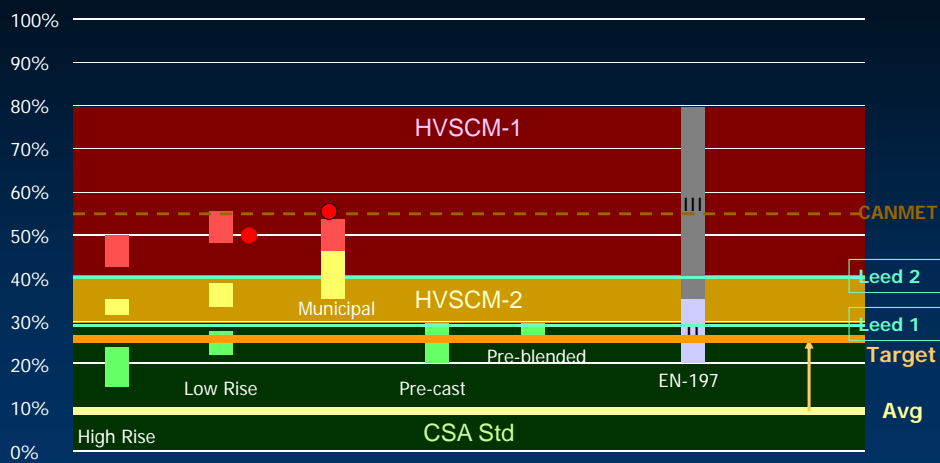 100%
90%
80%
HVSCM-1
70%
60%
III
CANMET
50%
40%
Leed 2
HVSCM-2
Municipal
30%
Leed 1
II
Pre-blended
Target
20%
Low Rise
Pre-cast
EN-197
10%
Avg
High Rise
CSA Std
0%